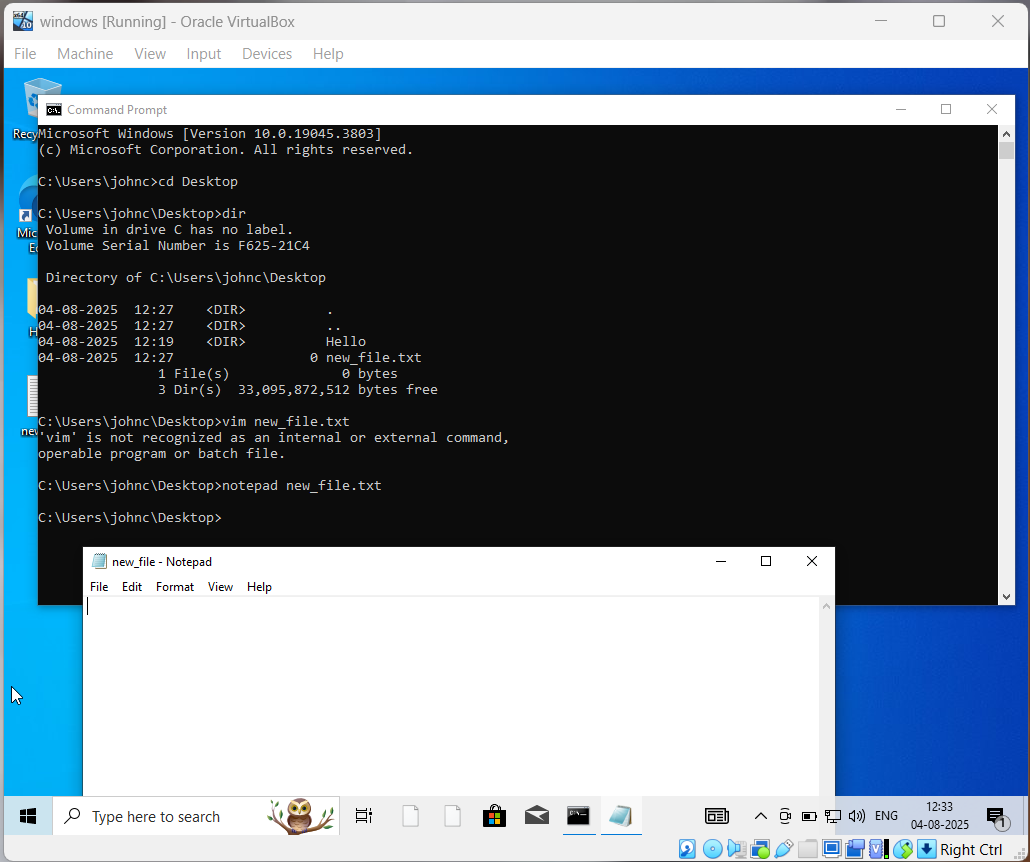 windows [Running] - Oracle VirtualBox
File Machine View Input Devices Help
Command Prompt
Microsoft Windows [Version 10.0.19045.3803]
(c) Microsoft Corporation. All rights reserved.
C:\Users\johnc>cd Desktop
C:\Users\johnc\Desktop>dir
Volume in drive C has no label.
Volume Serial Number is F625-21C4
Directory of C:\Users\johnc\Desktop
04-08-2025 12:27 <DIR> .
04-08-2025 12:27 <DIR> ..
04-08-2025 12:19 <DIR> Hello
04-08-2025 12:27 0 new_file.txt
1 File(s) 0 bytes
3 Dir(s) 33,095,872,512 bytes free
C:\Users\johnc\Desktop>vim new_file.txt
'vim' is not recognized as an internal or external command,
operable program or batch file.
C:\Users\johnc\Desktop>notepad new_file.txt
C:\Users\johnc\Desktop>
Recy
Mic
new
new_file - Notepad
File Edit Format View Help
Type here to search
ENG
12:33
04-08-2025
1
Right Ctrl